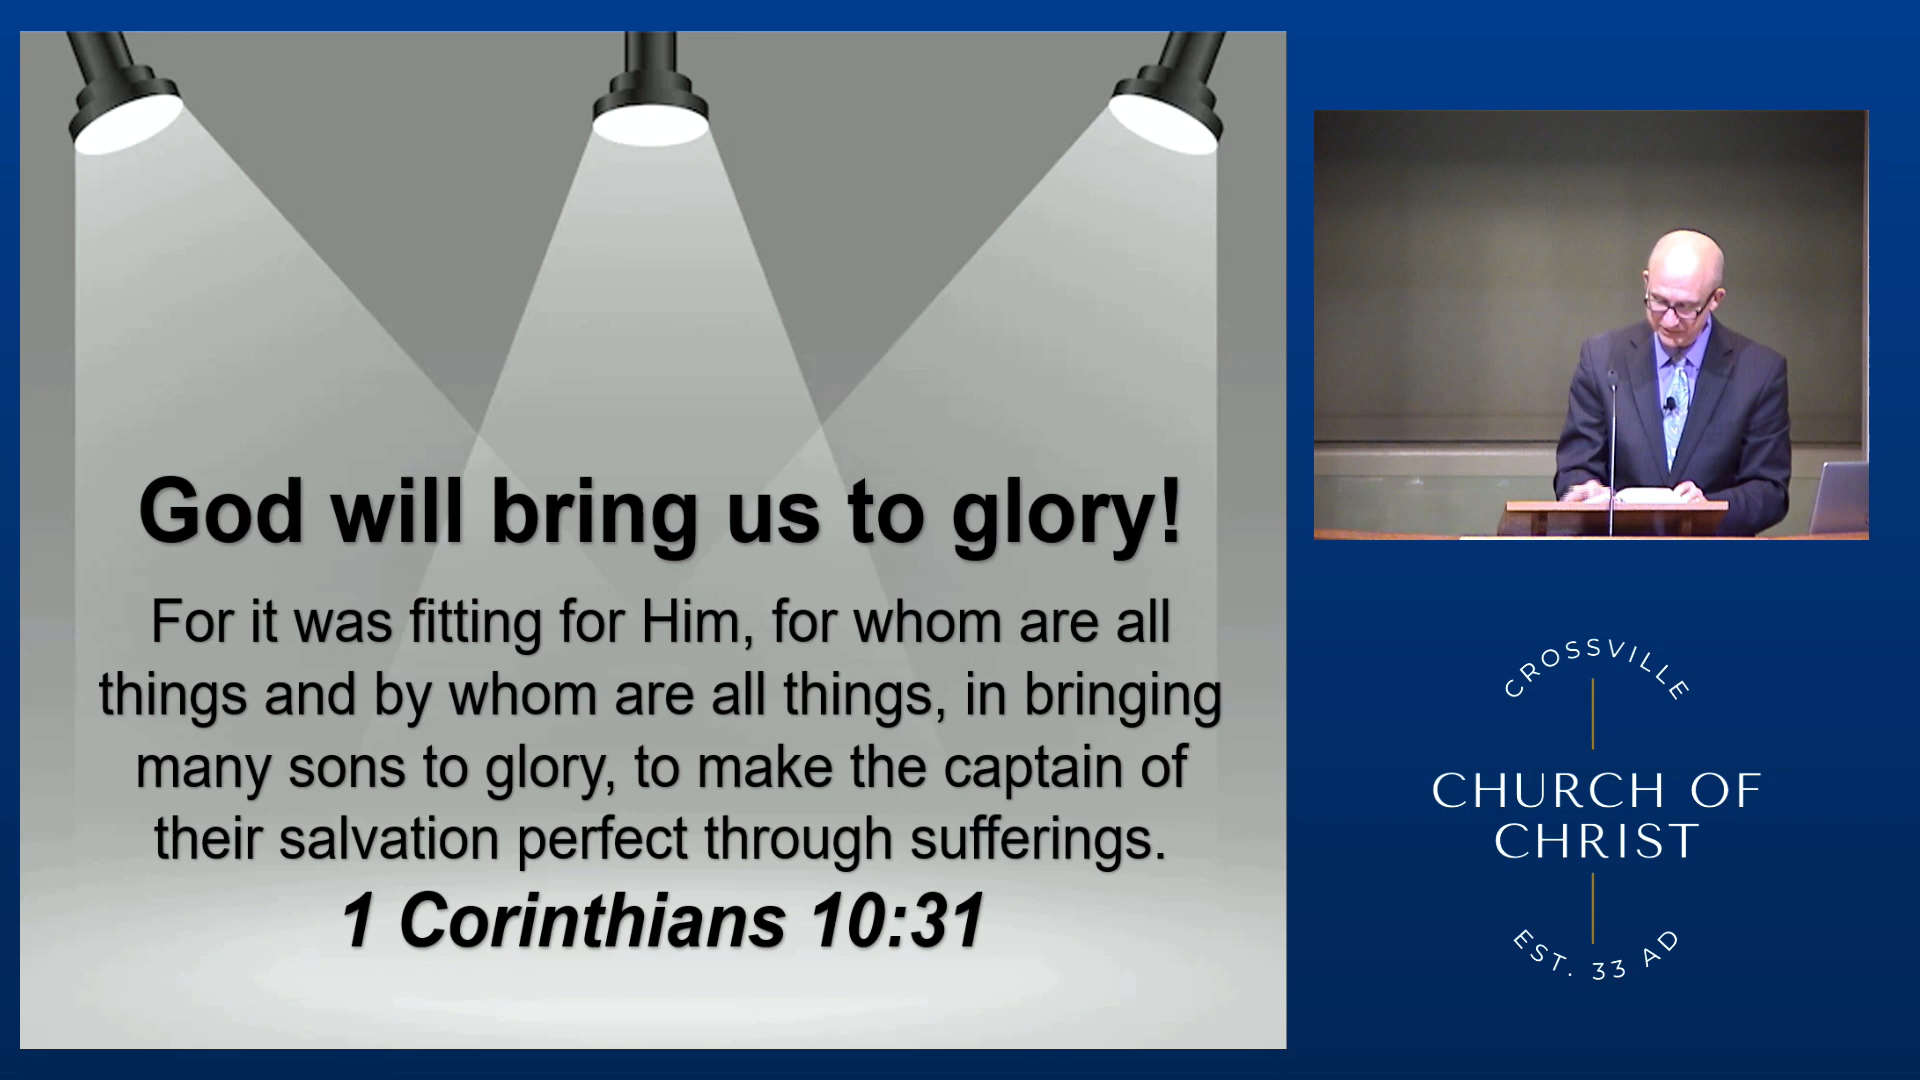 God will bring us to glory!
For it was fitting for Him, for whom are all
things and by whom are all things, in bringing
many sons to glory, to make the captain of
their salvation perfect through sufferings.
1 Corinthians 10:31
CROSSVILLE
CHURCH OF
CHRIST
EST. 33 AD